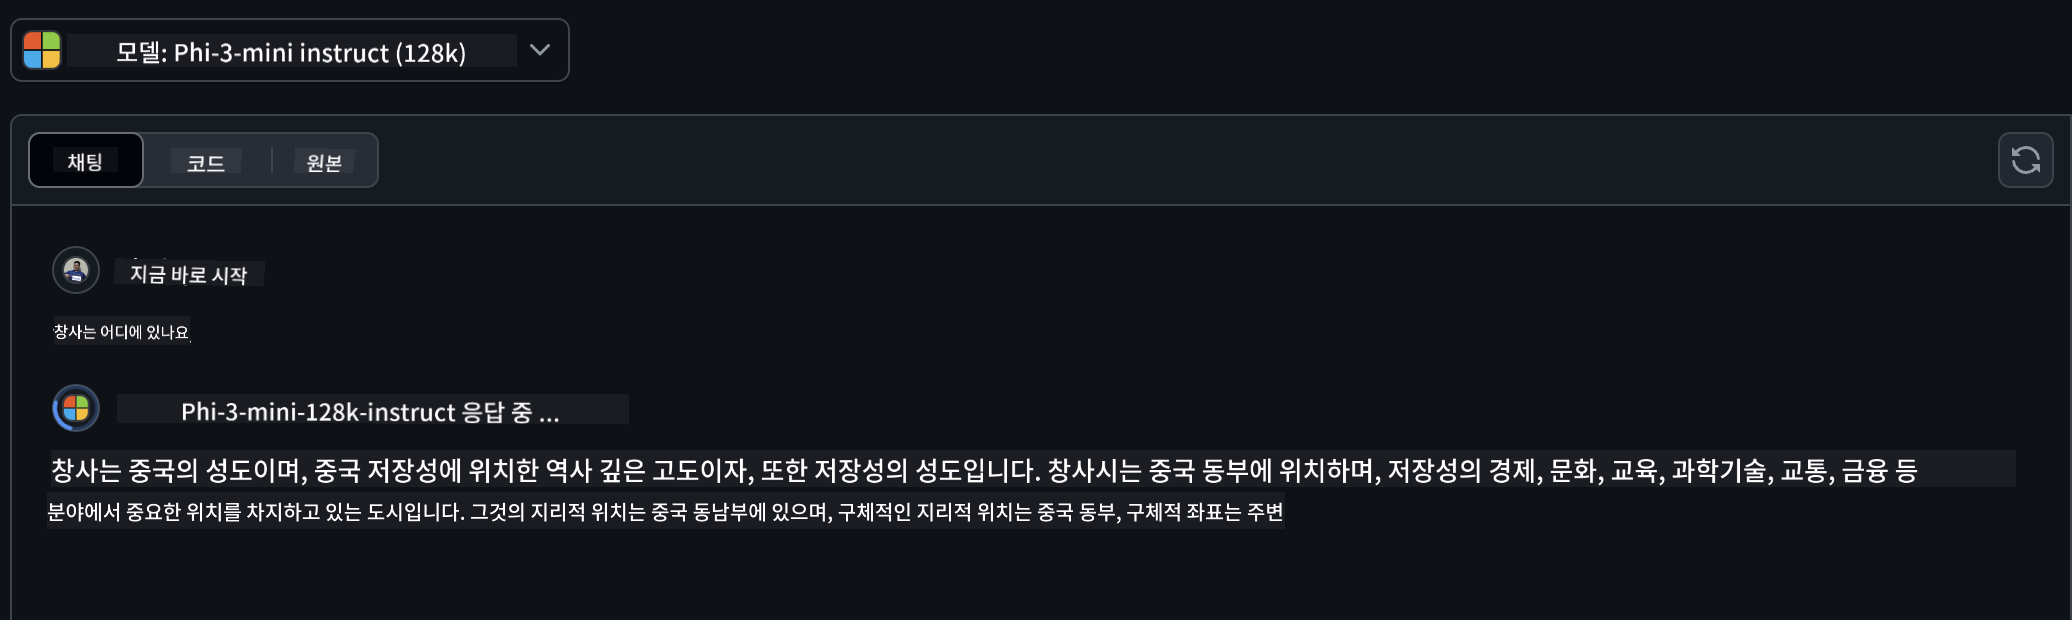 모델: Phi-3-mini instruct (128k)
채팅
코드
원본
지금 바로 시작
창사는 어디에 있나요
Phi-3-mini-128k-instruct 응답 중 ...
창사는 중국의 성도이며, 중국 저장성에 위치한 역사 깊은 고도이자, 또한 저장성의 성도입니다. 창사시는 중국 동부에 위치하며, 저장성의 경제, 문화, 교육, 과학기술, 교통, 금융 등
분야에서 중요한 위치를 차지하고 있는 도시입니다. 그것의 지리적 위치는 중국 동남부에 있으며, 구체적인 지리적 위치는 중국 동부, 구체적 좌표는 주변